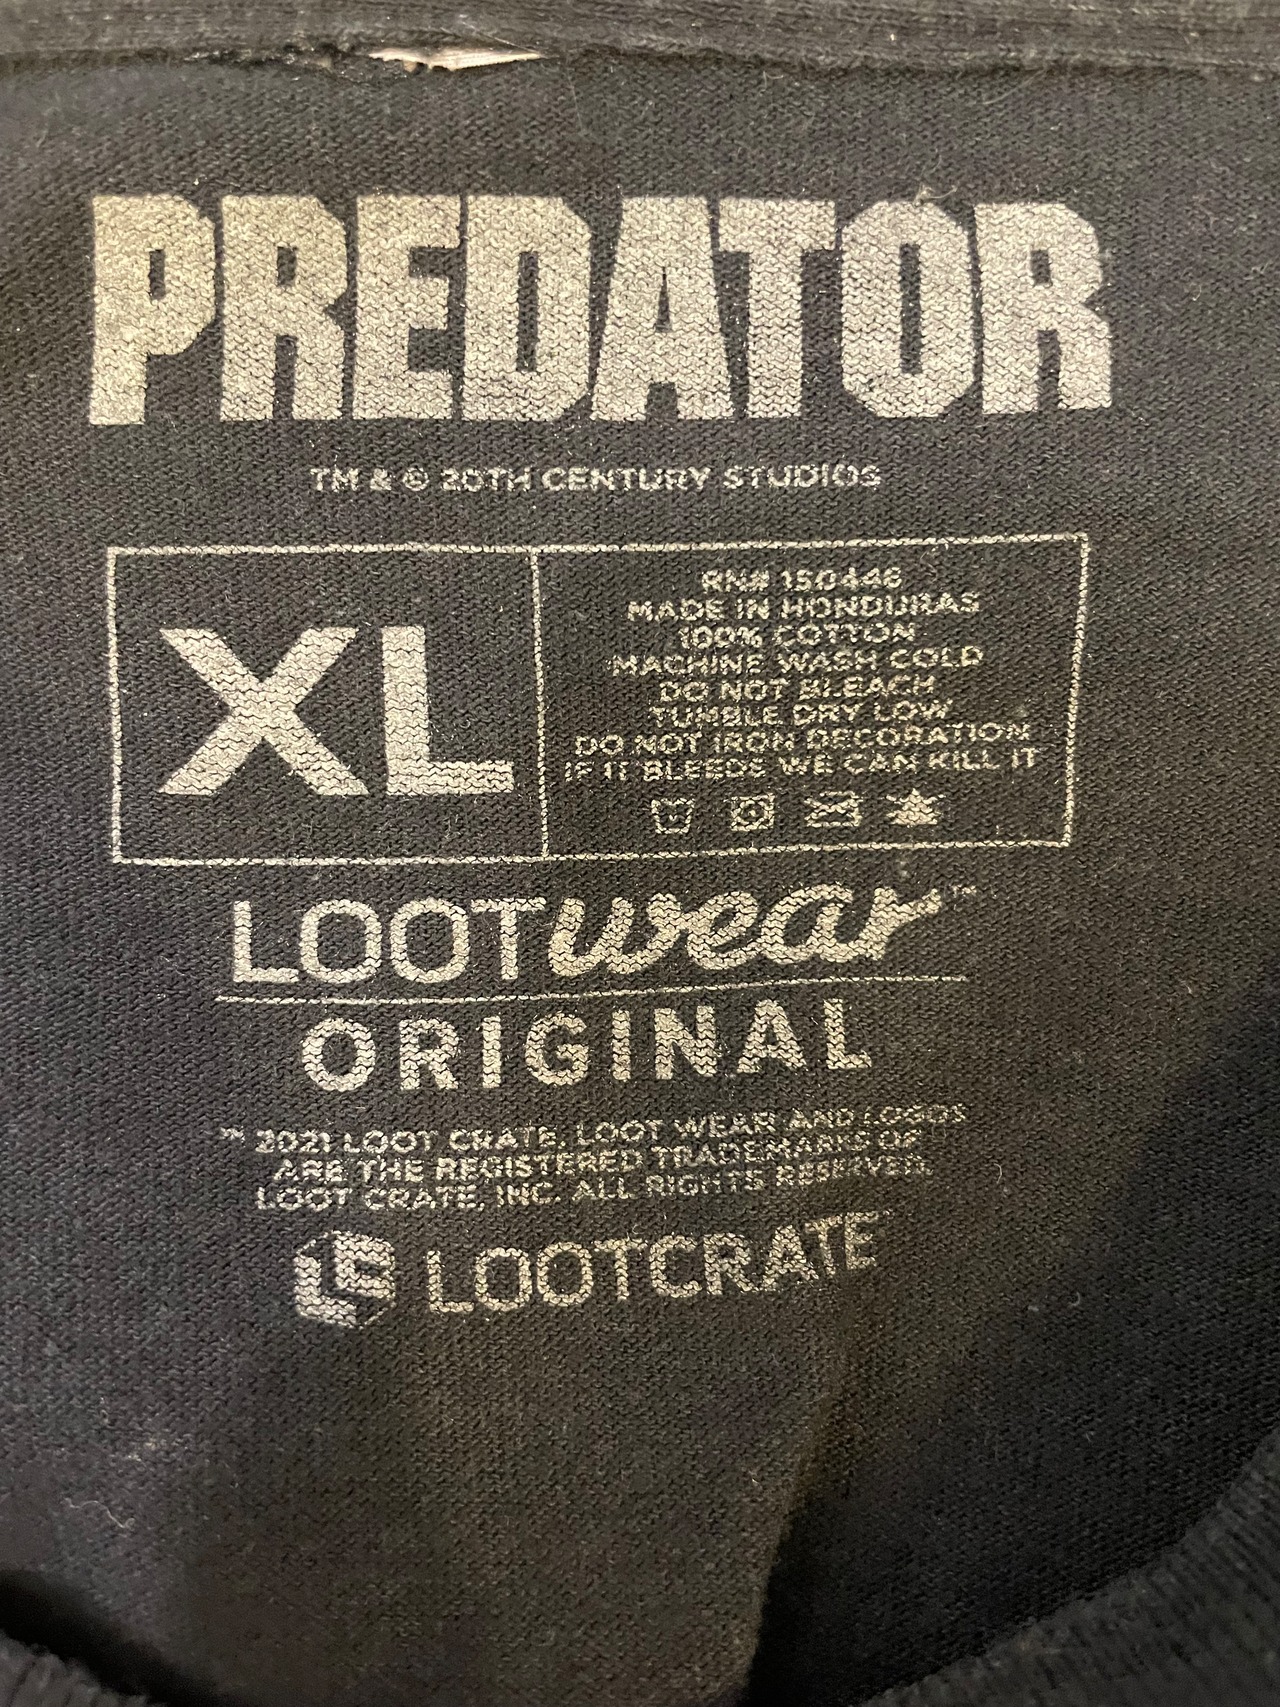 PREDATOR
TM & © 20TH CENTURY STUDIOS
XL
RN# 150446
MADE IN HONDURAS
100% COTTON
MACHINE WASH COLD
DO NOT BLEACH
TUMBLE DRY LOW
DO NOT IRON DECORATION
IF IT BLEEDS WE CAN KILL IT
LOOTwear™
ORIGINAL
™ 2021 LOOT CRATE. LOOT WEAR AND LOGOS
ARE THE REGISTERED TRADEMARKS OF
LOOT CRATE, INC. ALL RIGHTS RESERVED.
LC LOOTCRATE™